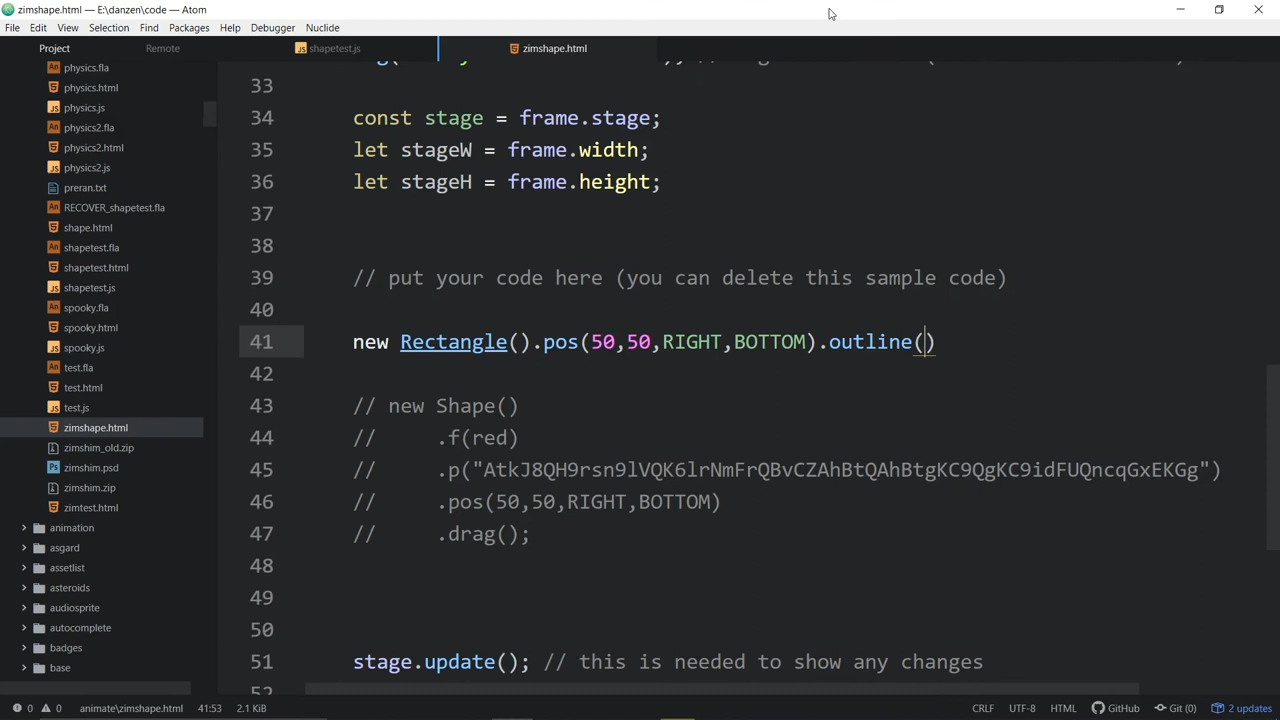 zimshape.html — E:\danzen\code — Atom
File Edit View Selection Find Packages Help Debugger Nuclide
Project Remote
shapetest.js
zimshape.html
physics.fla
physics.html
physics.js
physics2.fla
physics2.html
physics2.js
preran.txt
RECOVER_shapetest.fla
shape.html
shapetest.fla
shapetest.html
shapetest.js
spooky.fla
spooky.html
spooky.js
test.fla
test.html
test.js
zimshape.html
zimshim_old.zip
zimshim.psd
zimshim.zip
zimtest.html
animation
asgard
assetlist
asteroids
audiosprite
autocomplete
badges
base
33
34 const stage = frame.stage;
35 let stageW = frame.width;
36 let stageH = frame.height;
37
38
39 // put your code here (you can delete this sample code)
40
41 new Rectangle().pos(50,50,RIGHT,BOTTOM).outline()
42
43 // new Shape()
44 // .f(red)
45 // .p("AtkJ8QH9rsn9lVQK6lrNmFrQBvCZAhBtQAhBtgKC9QgKC9idFUQncqGxEKGg")
46 // .pos(50,50,RIGHT,BOTTOM)
47 // .drag();
48
49
50
51 stage.update(); // this is needed to show any changes
52
0 0 animate\zimshape.html 41:53 2.1 KiB CRLF UTF-8 HTML GitHub Git (0) 2 updates